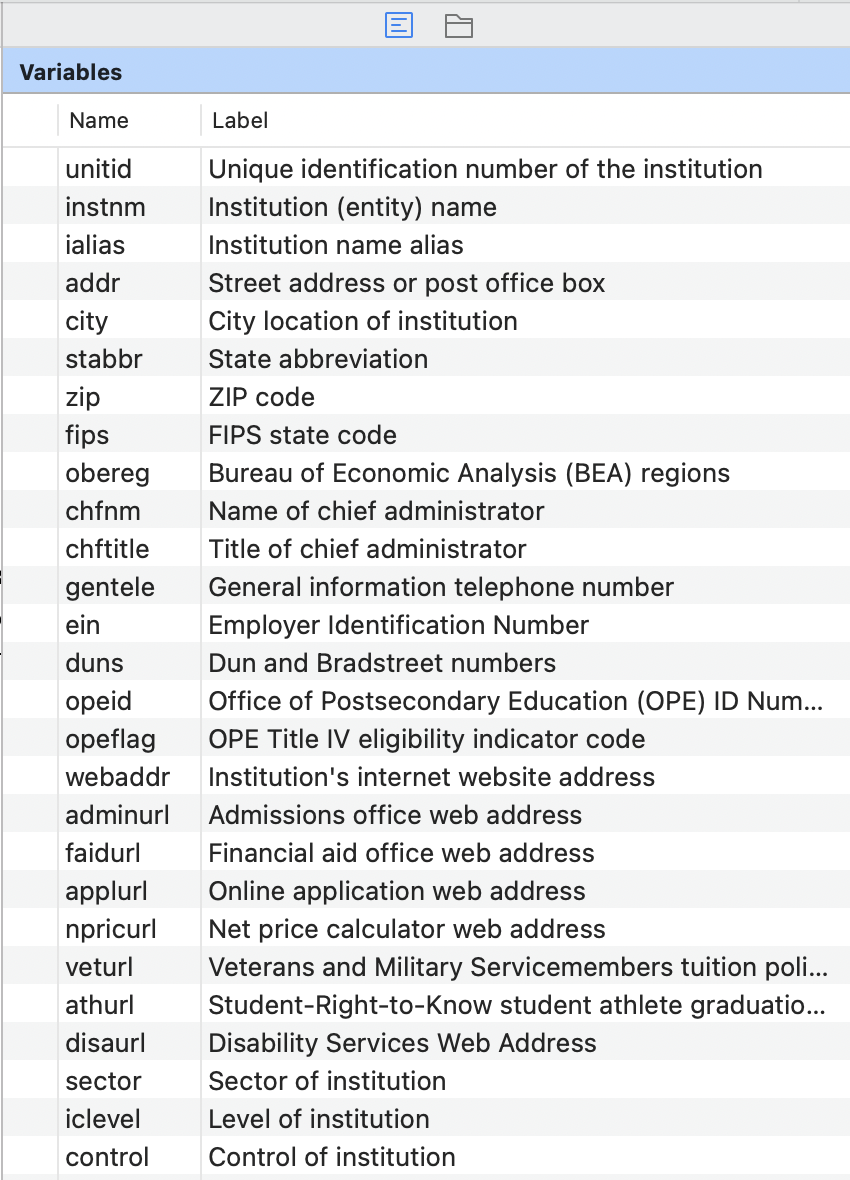 Variables
Name Label
unitid Unique identification number of the institution
instnm Institution (entity) name
ialias Institution name alias
addr Street address or post office box
city City location of institution
stabbr State abbreviation
zip ZIP code
fips FIPS state code
obereg Bureau of Economic Analysis (BEA) regions
chfnm Name of chief administrator
chftitle Title of chief administrator
gentele General information telephone number
ein Employer Identification Number
duns Dun and Bradstreet numbers
opeid Office of Postsecondary Education (OPE) ID Num...
opeflag OPE Title IV eligibility indicator code
webaddr Institution's internet website address
adminurl Admissions office web address
faidurl Financial aid office web address
applurl Online application web address
npricurl Net price calculator web address
veturl Veterans and Military Servicemembers tuition poli...
athurl Student-Right-to-Know student athlete graduatio...
disaurl Disability Services Web Address
sector Sector of institution
iclevel Level of institution
control Control of institution